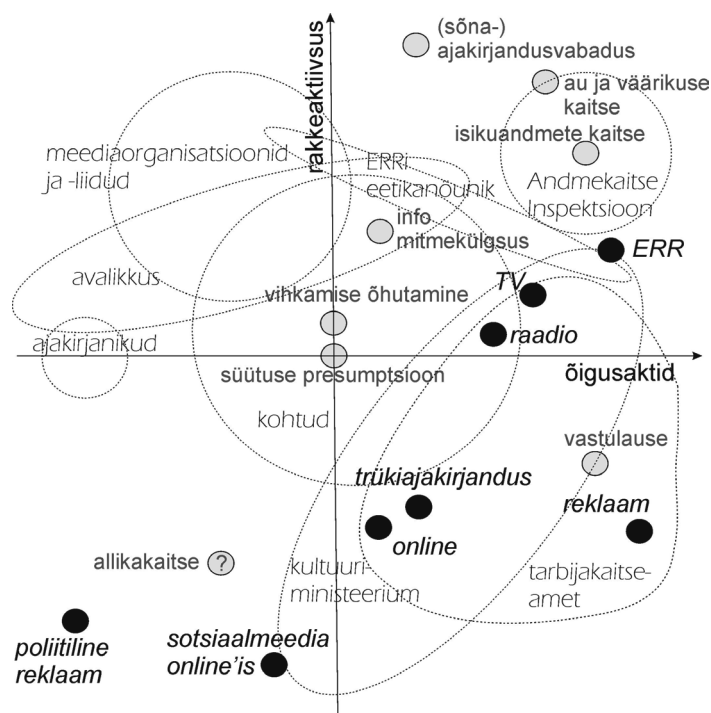 rakkeaktiivsus
(sõna-)
ajakirjandusvabadus
au ja väärikuse
kaitse
isikuandmete kaitse
meediaorganisatsioonid
ja -liidud
ERRi
eetikanõunik
Andmekaitse
Inspektsioon
info
mitmekülgsus
ERR
avalikkus
TV
vihkamise õhutamine
raadio
ajakirjanikud
süütuse presumptsioon
õigusaktid
kohtud
vastulause
trükiajakirjandus
reklaam
online
allikakaitse ?
kultuuri-
ministeerium
tarbijakaitse-
amet
poliitiline
reklaam
sotsiaalmeedia
online'is